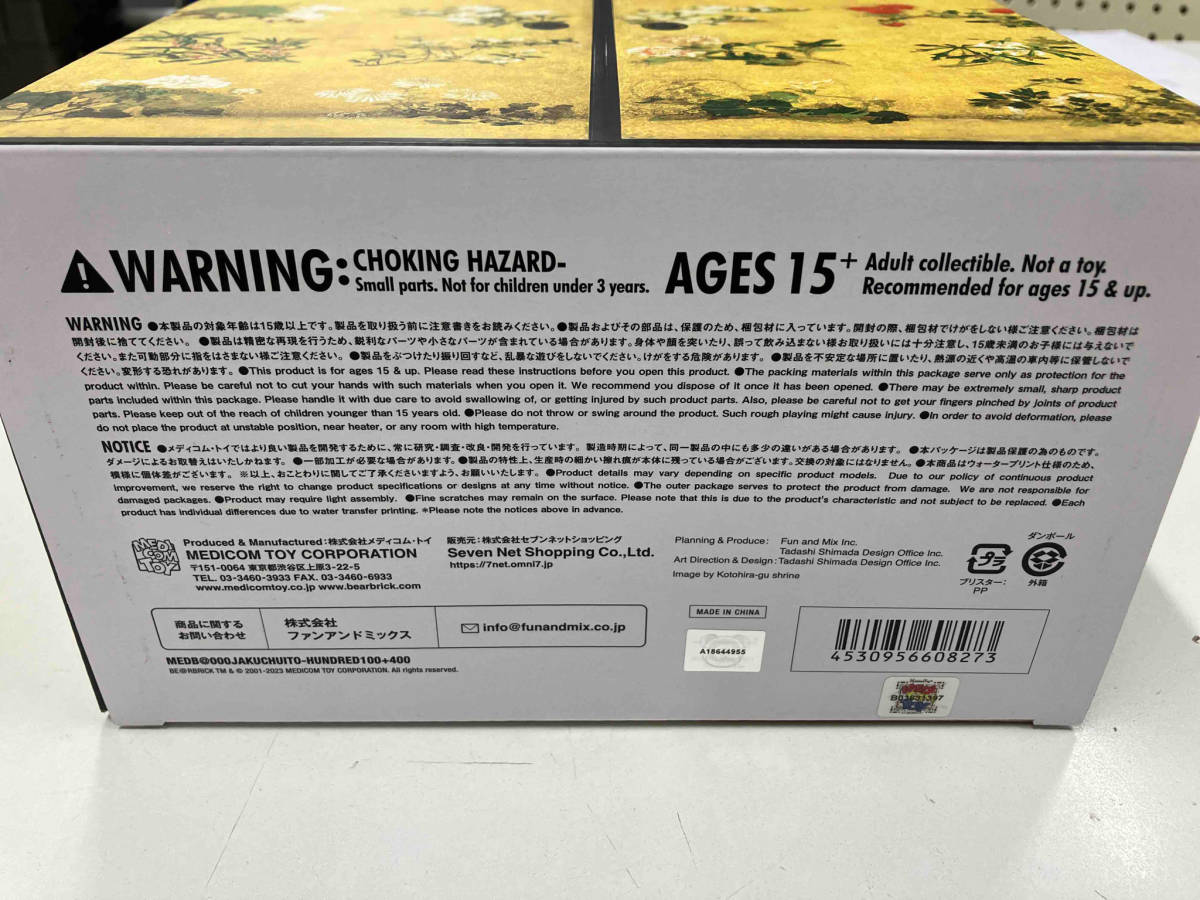 WARNING: CHOKING HAZARD-
Small parts. Not for children under 3 years.
AGES 15+ Adult collectible. Not a toy.
Recommended for ages 15 & up.
WARNING ●本製品の対象年齢は15歳以上です。製品を取り扱う前に注意書きをお読みください。●製品およびその部品は、保護のため、梱包材に入っています。開封の際、梱包材でけがをしない様ご注意ください。梱包材は
開封後に捨ててください。 ●製品は精密な再現を行うため、鋭利なパーツや小さなパーツが含まれている場合があります。身体や顔を突いたり、誤って飲み込まない様お取り扱いには十分注意し、15歳未満のお子様には与えないで
ください。また可動部分に指をはさまない様ご注意ください。 ●製品をぶつけたり振り回すなど、乱暴な遊びをしないでください。けがをする危険があります。 ●製品を不安定な場所に置いたり、熱源の近くや高温の車内等に保管しないで
ください。変形する恐れがあります。 ●This product is for ages 15 & up. Please read these instructions before you open this product. ●The packing materials within this package serve only as protection for the
product within. Please be careful not to cut your hands with such materials when you open it. We recommend you dispose of it once it has been opened. ●There may be extremely small, sharp product
parts included within this package. Please handle it with due care to avoid swallowing of, or getting injured by such product parts. Also, please be careful not to get your fingers pinched by joints of product
parts. Please keep out of the reach of children younger than 15 years old. ●Please do not throw or swing around the product. Such rough playing might cause injury. ●In order to avoid deformation, please
do not place the product at unstable position, near heater, or any room with high temperature.
NOTICE ●メディコム・トイではより良い製品を開発するために、常に研究・調査・改良・開発を行っています。 製造時期によって、同一製品の中にも多少の違いがある場合があります。 ●本パッケージは製品保護の為のものです。
ダメージによるお取替えはいたしかねます。 ●一部加工が必要な場合があります。●製品の特性上、生産時の細かい擦れ痕が本体に残っている場合がございます。交換の対象にはなりません。●本商品はウォータープリント仕様のため、
模様に個体差がございます。 ※以上、おことわりに関してご了承くださいますよう、お願いいたします。 ●Product details may vary depending on specific product models. Due to our policy of continuous product
improvement, we reserve the right to change product specifications or designs at any time without notice. ●The outer package serves to protect the product from damage. We are not responsible for
damaged packages. ●Product may require light assembly. ●Fine scratches may remain on the surface. Please note that this is due to the product's characteristic and not subject to be replaced. ●Each
product has individual differences due to water transfer printing. ※Please note the notices above in advance.
MEDICOM TOY
Produced & Manufactured:株式会社メディコム・トイ
MEDICOM TOY CORPORATION
〒151-0064 東京都渋谷区上原3-22-5
TEL. 03-3460-3933 FAX. 03-3460-6933
www.medicomtoy.co.jp www.bearbrick.com
販売元:株式会社セブンネットショッピング
Seven Net Shopping Co.,Ltd.
https://7net.omni7.jp
Planning & Produce: Fun and Mix Inc.
Tadashi Shimada Design Office Inc.
Art Direction & Design:Tadashi Shimada Design Office Inc.
Image by Kotohira-gu shrine
プラ
ブリスター:
PP
ダンボール
外箱
商品に関する
お問い合わせ
株式会社
ファンアンドミックス
info@funandmix.co.jp
MADE IN CHINA
A18644955
4530956608273
MEDB@000JAKUCHUITO-HUNDRED100+400
BE@RBRICK TM & © 2001-2023 MEDICOM TOY CORPORATION. All rights reserved.